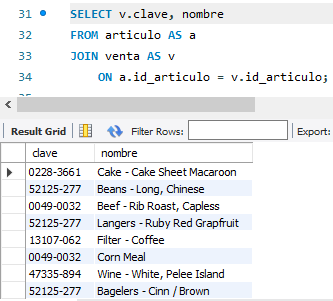 31 SELECT v.clave, nombre
32 FROM articulo AS a
33 JOIN venta AS v
34 ON a.id_articulo = v.id_articulo;
Result Grid Filter Rows: Export:
clave nombre
0228-3661 Cake - Cake Sheet Macaroon
52125-277 Beans - Long, Chinese
0049-0032 Beef - Rib Roast, Capless
52125-277 Langers - Ruby Red Grapfruit
13107-062 Filter - Coffee
0049-0032 Corn Meal
47335-894 Wine - White, Pelee Island
52125-277 Bagelers - Cinn / Brown